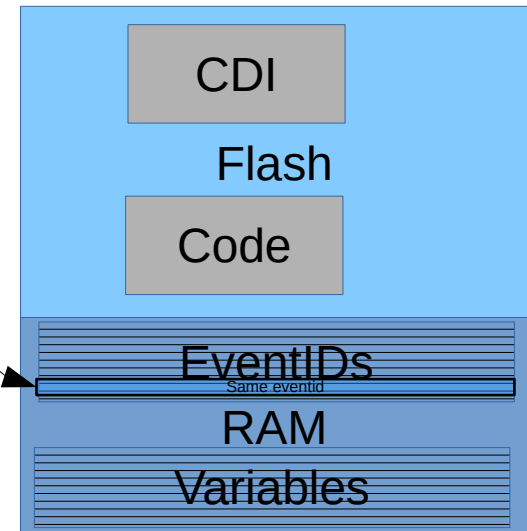 CDI
Flash
Code
EventIDs
Same eventid
RAM
Variables